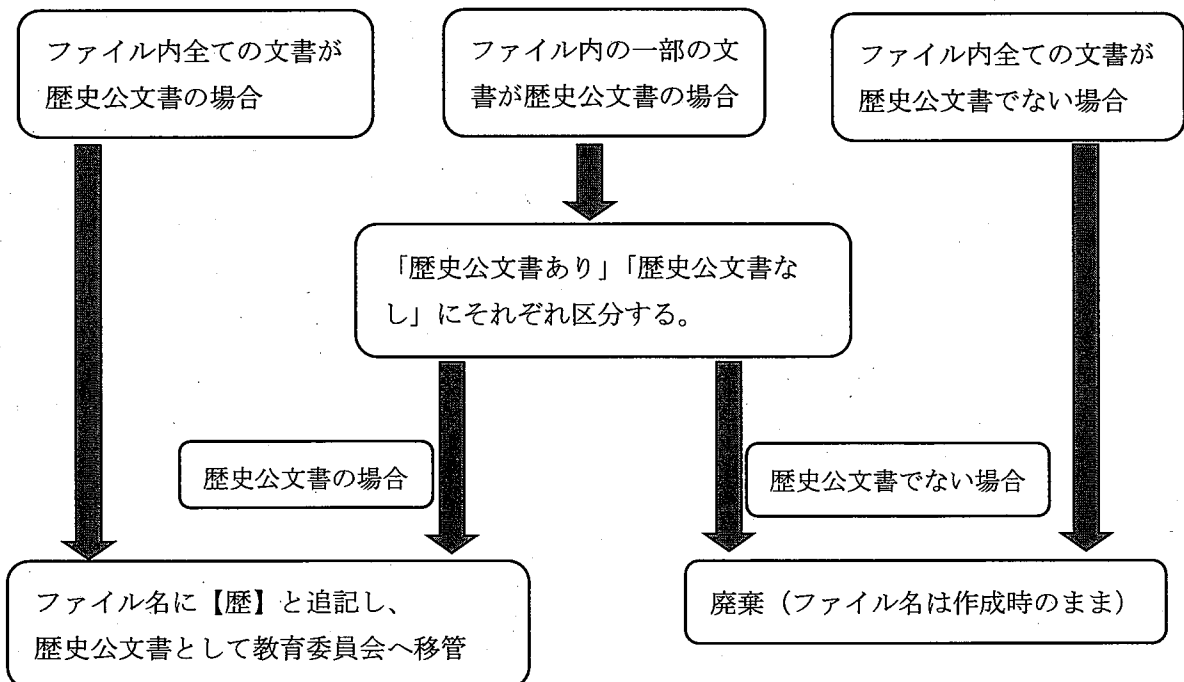 ファイル内全ての文書が
歴史公文書の場合
ファイル内の一部の文
書が歴史公文書の場合
ファイル内全ての文書が
歴史公文書でない場合
「歴史公文書あり」「歴史公文書な
し」にそれぞれ区分する。
歴史公文書の場合
歴史公文書でない場合
ファイル名に【歴】と追記し、
歴史公文書として教育委員会へ移管
廃棄（ファイル名は作成時のまま）